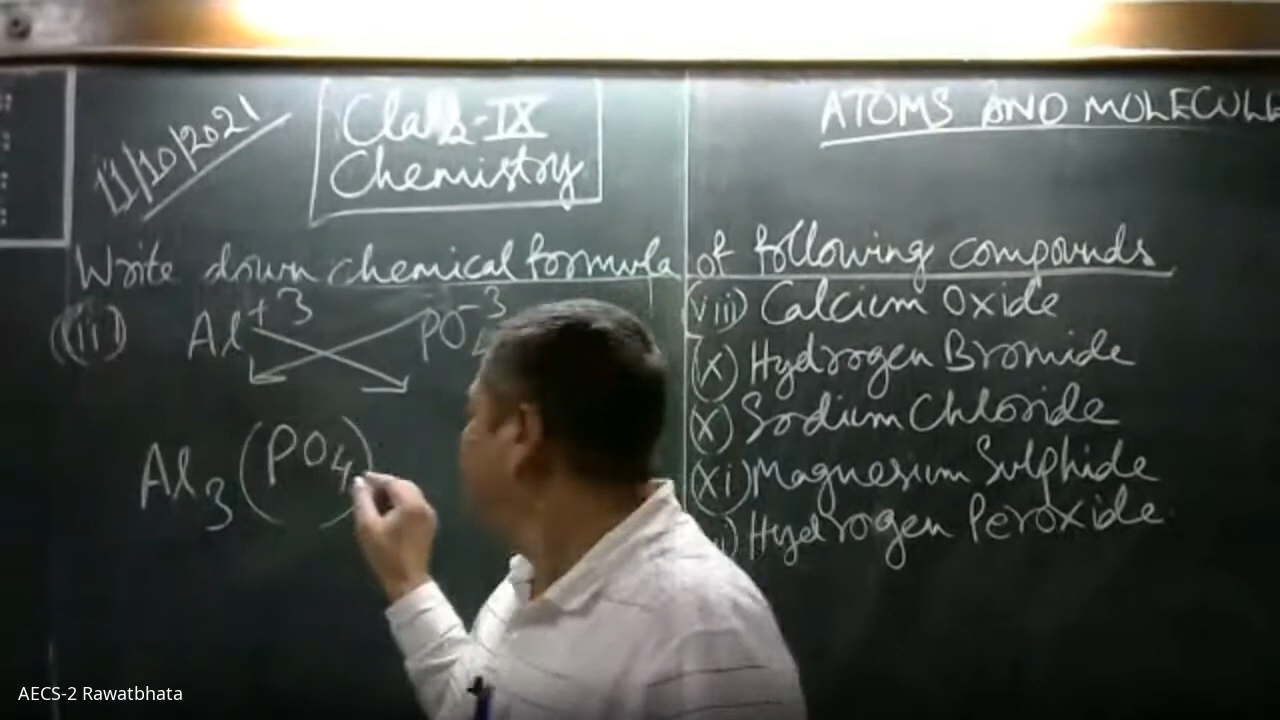 11/10/2021
Class-IX
Chemistry
ATOMS AND MOLECULE
Write down chemical formula of following compounds
(ii) Al+3 PO4-3
Al3(PO4)
viii) Calcium Oxide
(x) Hydrogen Bromide
(x) Sodium Chloride
(xi) Magnesium Sulphide
i) Hydrogen Peroxide
AECS-2 Rawatbhata